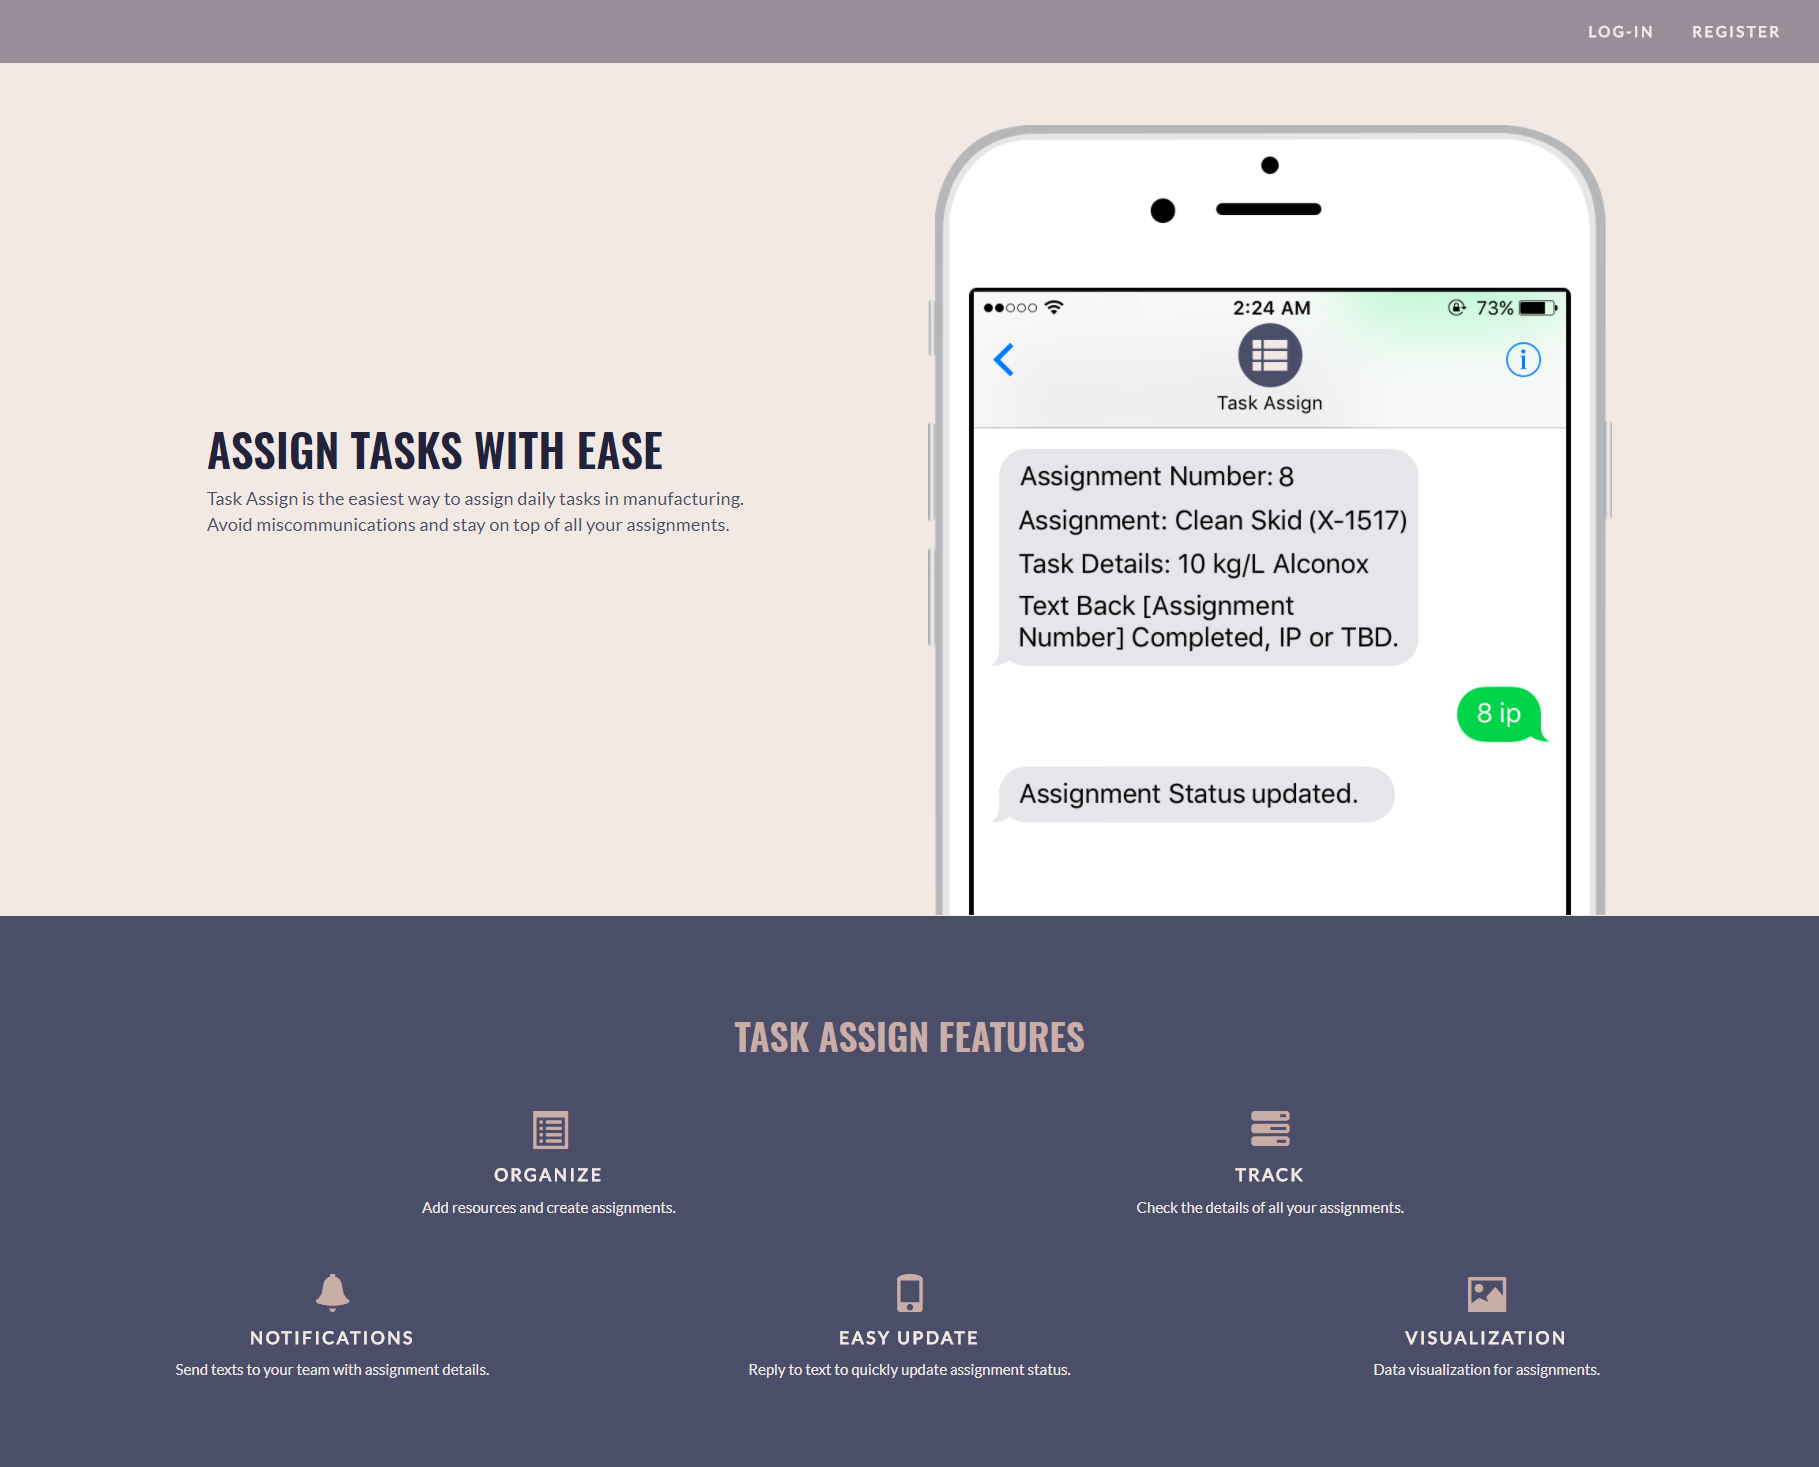 LOG-IN REGISTER
ASSIGN TASKS WITH EASE
Task Assign is the easiest way to assign daily tasks in manufacturing.
Avoid miscommunications and stay on top of all your assignments.
2:24 AM 73%
Task Assign
Assignment Number: 8
Assignment: Clean Skid (X-1517)
Task Details: 10 kg/L Alconox
Text Back [Assignment
Number] Completed, IP or TBD.
8 ip
Assignment Status updated.
TASK ASSIGN FEATURES
ORGANIZE
Add resources and create assignments.
TRACK
Check the details of all your assignments.
NOTIFICATIONS
Send texts to your team with assignment details.
EASY UPDATE
Reply to text to quickly update assignment status.
VISUALIZATION
Data visualization for assignments.